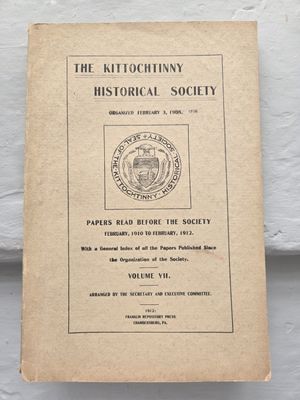 THE KITTOCHTINNY
HISTORICAL SOCIETY
ORGANIZED FEBRUARY 3, 1908.
SEAL OF THE KITTOCHTINNY HISTORICAL SOCIETY
PAPERS READ BEFORE THE SOCIETY
FEBRUARY, 1910 TO FEBRUARY, 1912.
With a General Index of all the Papers Published Since
the Organization of the Society.
VOLUME VII.
ARRANGED BY THE SECRETARY AND EXECUTIVE COMMITTEE.
1912:
FRANKLIN REPOSITORY PRESS
CHAMBERSBURG, PA.